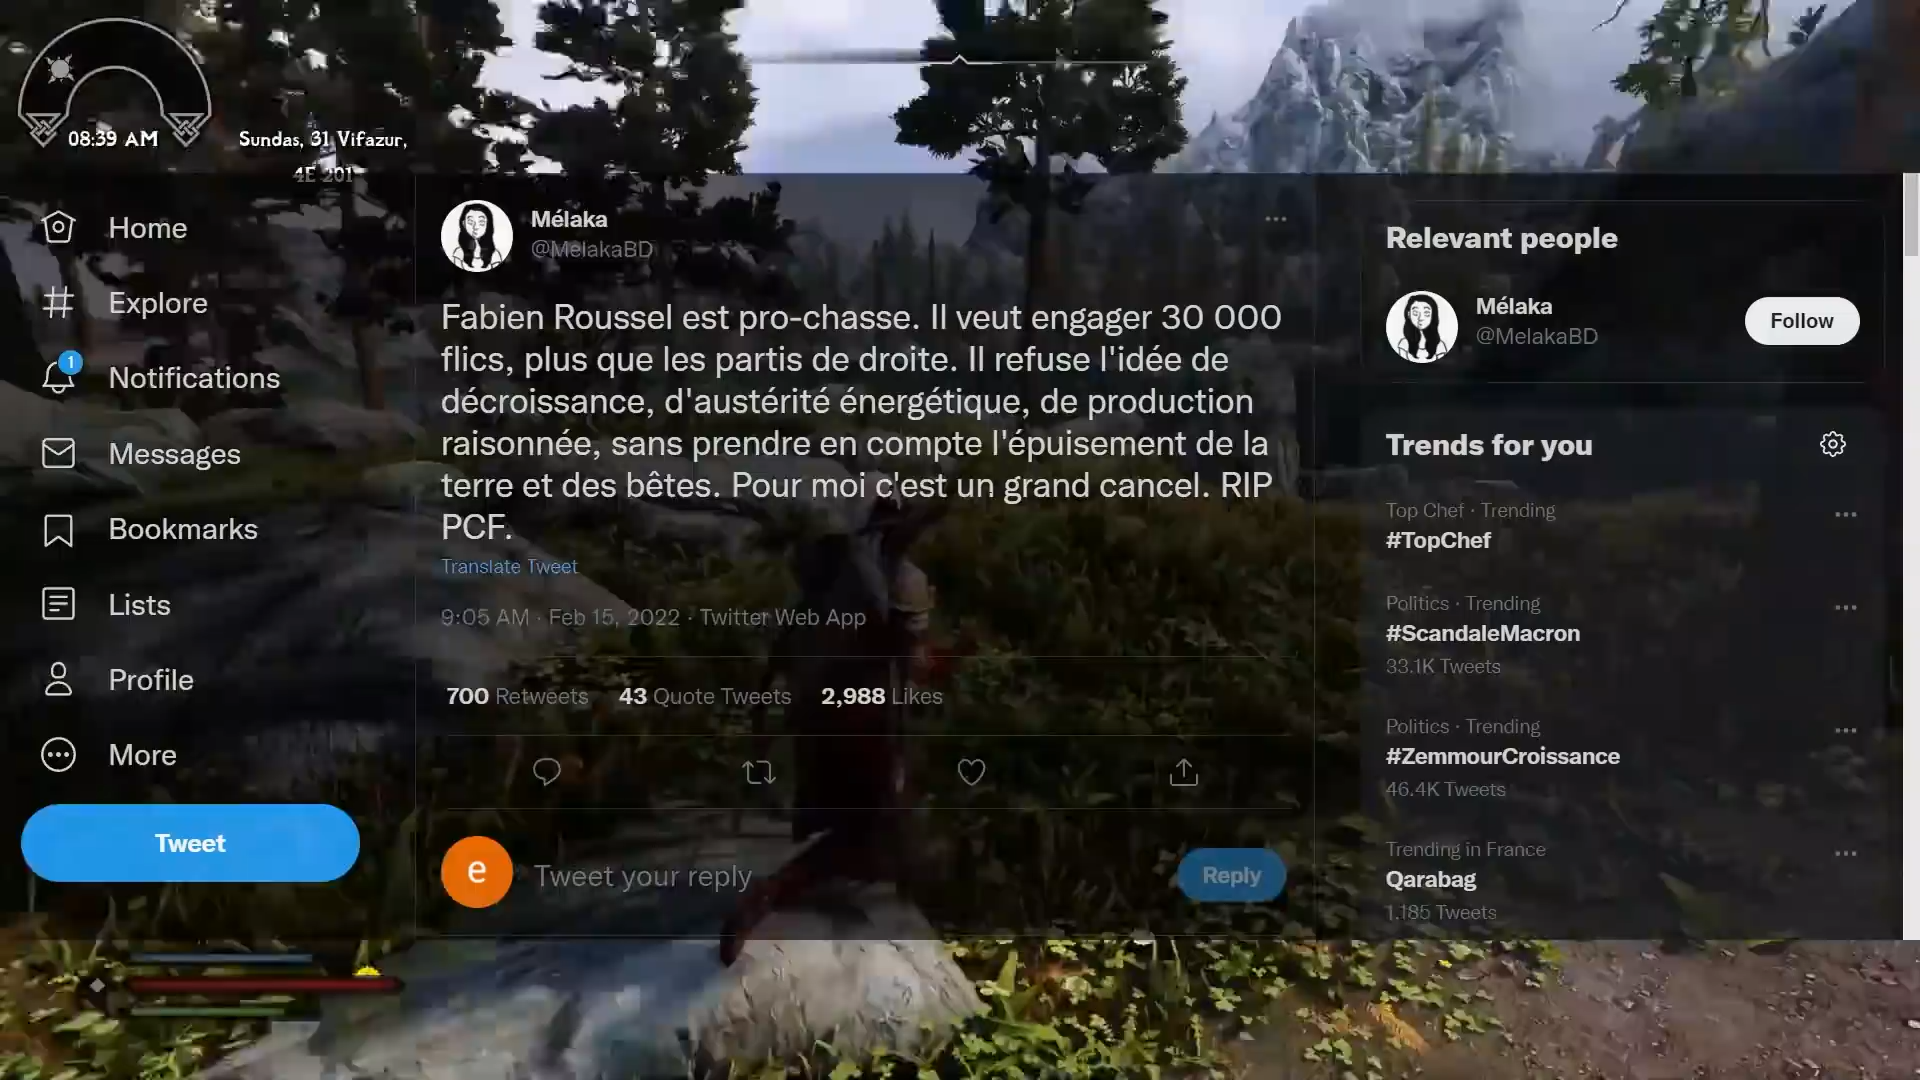 08:39 AM
Sundas, 31 Vifazur,
4E 201
Home
Explore
1
Notifications
Messages
Bookmarks
Lists
Profile
More
Tweet
Mélaka
@MelakaBD
Fabien Roussel est pro-chasse. Il veut engager 30 000
flics, plus que les partis de droite. Il refuse l'idée de
décroissance, d'austérité énergétique, de production
raisonnée, sans prendre en compte l'épuisement de la
terre et des bêtes. Pour moi c'est un grand cancel. RIP
PCF.
Translate Tweet
9:05 AM · Feb 15, 2022 · Twitter Web App
700 Retweets 43 Quote Tweets 2,988 Likes
e
Tweet your reply
Reply
Relevant people
Mélaka
@MelakaBD
Follow
Trends for you
Top Chef · Trending
#TopChef
Politics · Trending
#ScandaleMacron
33.1K Tweets
Politics · Trending
#ZemmourCroissance
46.4K Tweets
Trending in France
Qarabag
1,185 Tweets